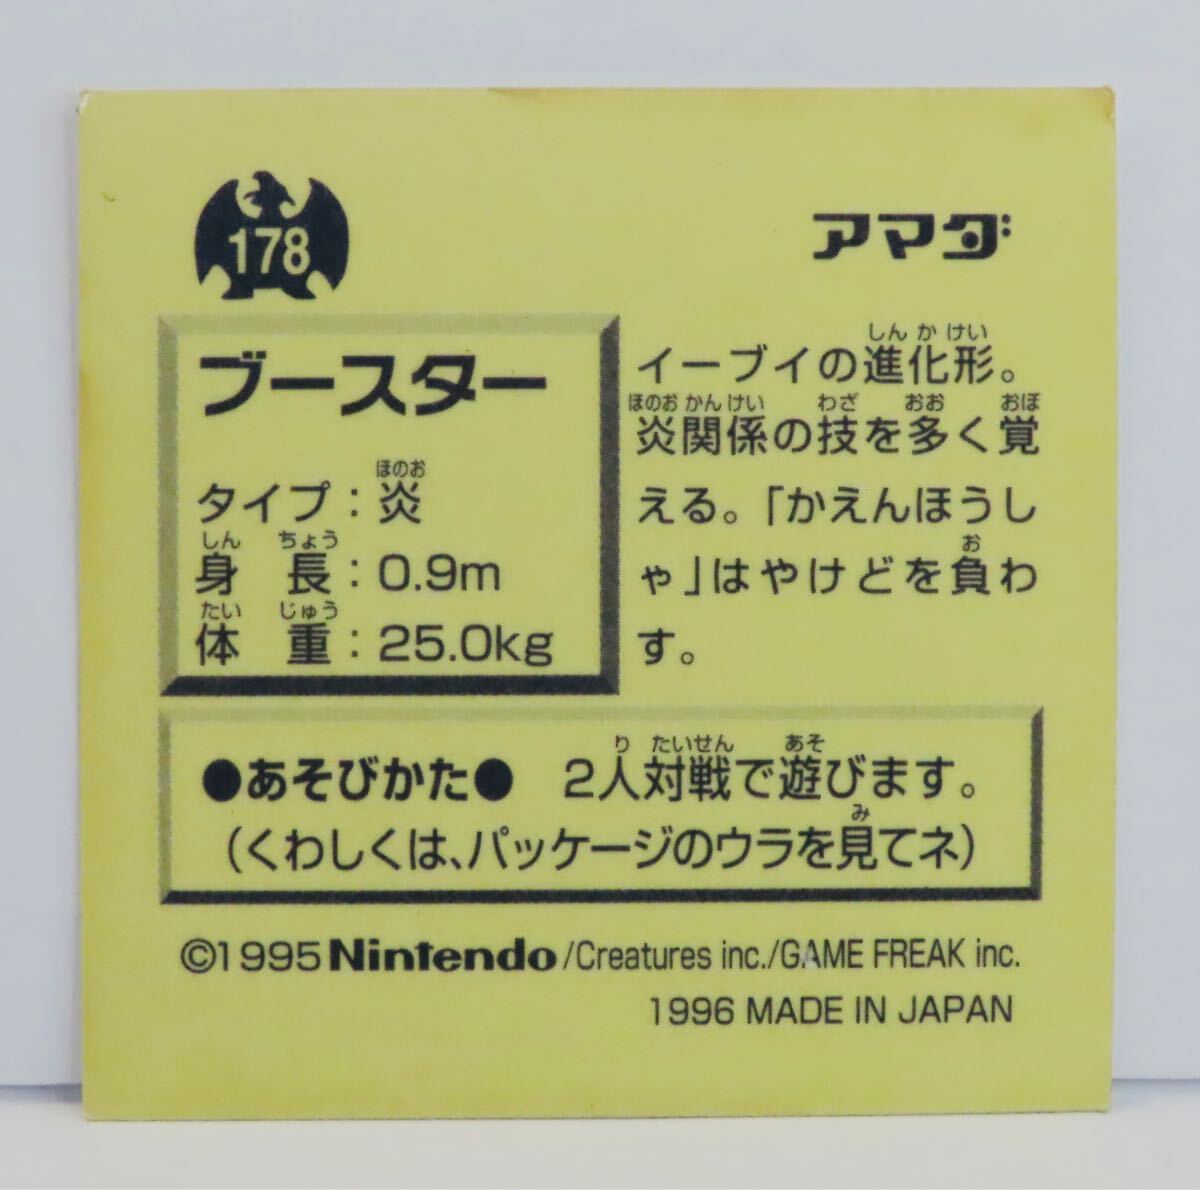 178
アマダ
ブースター
タイプ：炎
身長：0.9m
体重：25.0kg
イーブイの進化形。
炎関係の技を多く覚
える。「かえんほうし
ゃ」はやけどを負わ
す。
●あそびかた● 2人対戦で遊びます。
（くわしくは、パッケージのウラを見てネ）
©1995 Nintendo/Creatures inc./GAME FREAK inc.
1996 MADE IN JAPAN